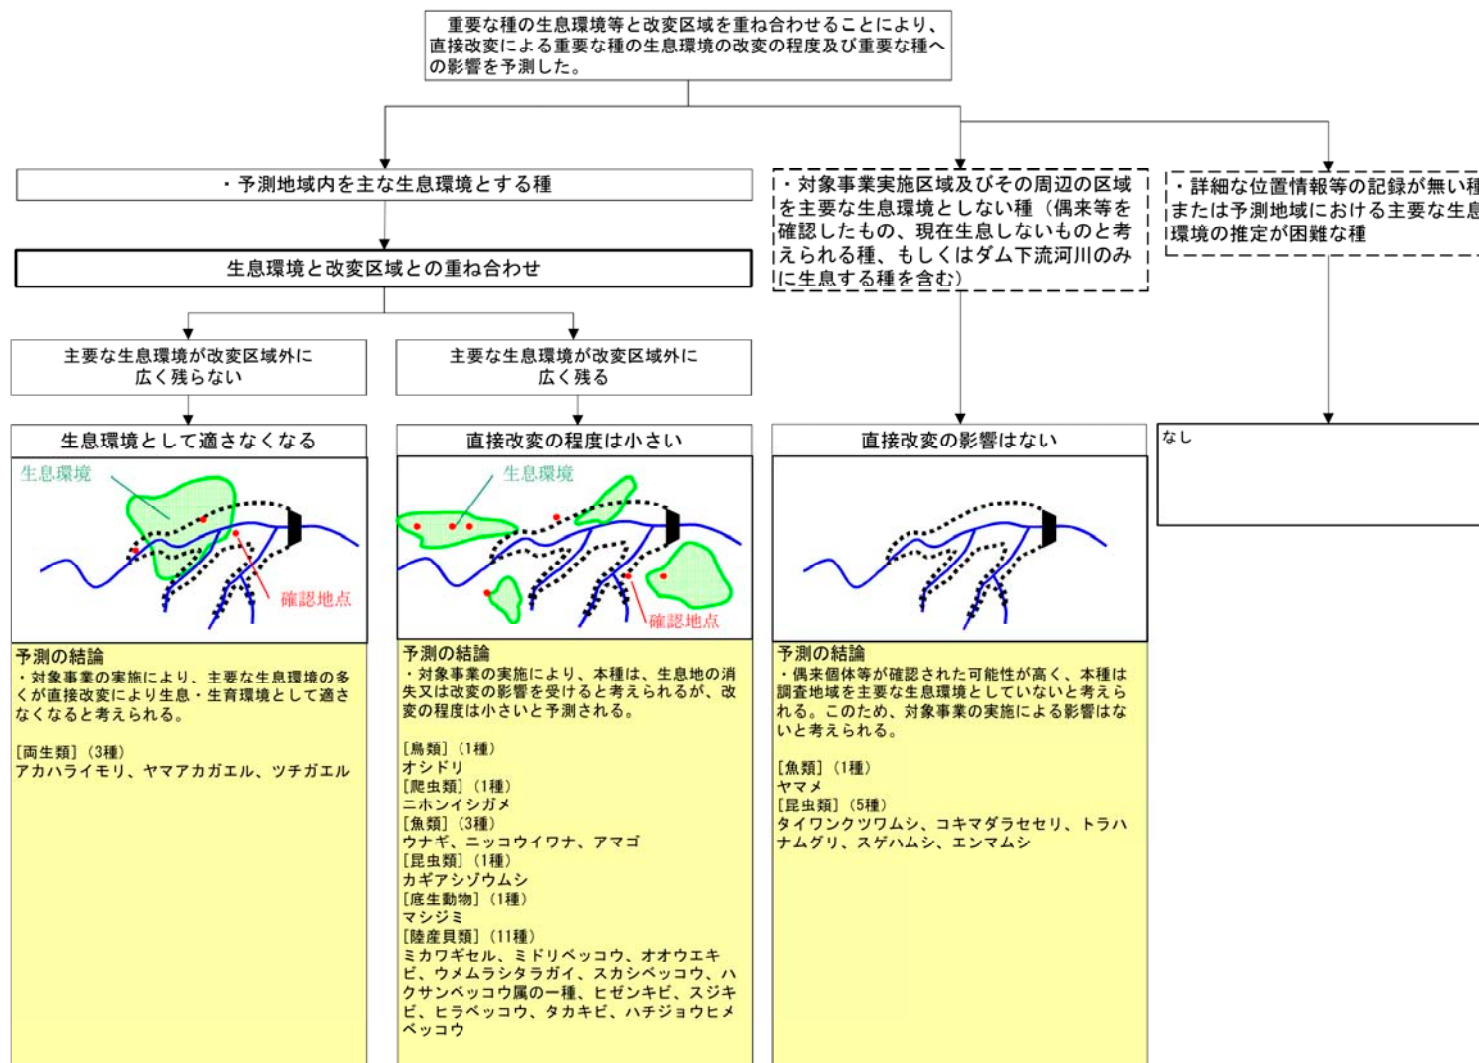 重要な種の生息環境等と改変区域を重ね合わせることにより、
直接改変による重要な種の生息環境の改変の程度及び重要な種へ
の影響を予測した。
・予測地域内を主な生息環境とする種
・対象事業実施区域及びその周辺の区域
を主要な生息環境としない種（偶来等を
確認したもの、現在生息しないものと考
えられる種、もしくはダム下流河川のみ
に生息する種を含む）
・詳細な位置情報等の記録が無い種
または予測地域における主要な生息
環境の推定が困難な種
生息環境と改変区域との重ね合わせ
主要な生息環境が改変区域外に
広く残らない
主要な生息環境が改変区域外に
広く残る
生息環境として適さなくなる
生息環境
確認地点
予測の結論
・対象事業の実施により、主要な生息環境の多
くが直接改変により生息・生育環境として適さ
なくなると考えられる。
[両生類]（3種）
アカハライモリ、ヤマアカガエル、ツチガエル
直接改変の程度は小さい
生息環境
確認地点
予測の結論
・対象事業の実施により、本種は、生息地の消
失又は改変の影響を受けると考えられるが、改
変の程度は小さいと予測される。
[鳥類]（1種）
オシドリ
[爬虫類]（1種）
ニホンイシガメ
[魚類]（3種）
ウナギ、ニッコウイワナ、アマゴ
[昆虫類]（1種）
カギアシゾウムシ
[底生動物]（1種）
マシジミ
[陸産貝類]（11種）
ミカワギセル、ミドリベッコウ、オオウエキ
ビ、ウメムラシタラガイ、スカシベッコウ、ハ
クサンベッコウ属の一種、ヒゼンキビ、スジキ
ビ、ヒラベッコウ、タカキビ、ハチジョウヒメ
ベッコウ
直接改変の影響はない
予測の結論
・偶来個体等が確認された可能性が高く、本種は
調査地域を主要な生息環境としていないと考えら
れる。このため、対象事業の実施による影響はな
いと考えられる。
[魚類]（1種）
ヤマメ
[昆虫類]（5種）
タイワンクツワムシ、コキマダラセセリ、トラハ
ナムグリ、スゲハムシ、エンマムシ
なし